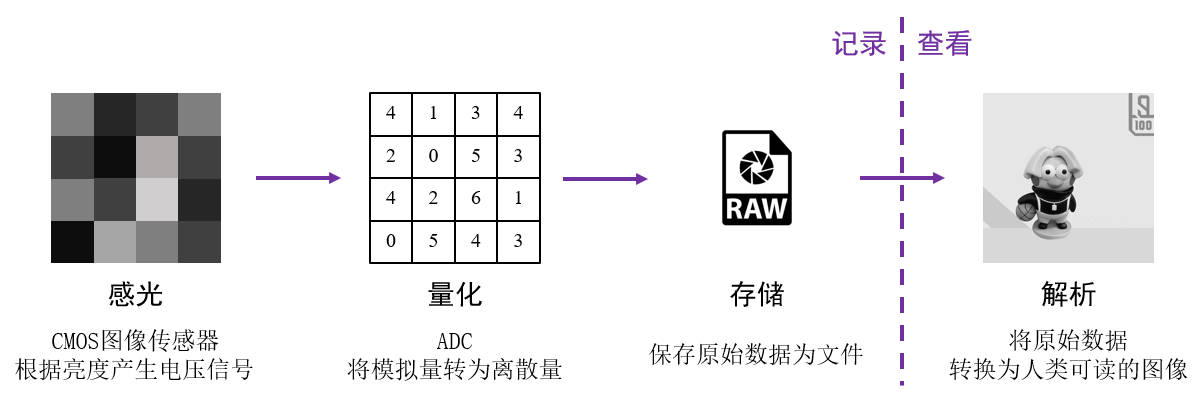 记录 查看
4 1 3 4
2 0 5 3
4 2 6 1
0 5 4 3
RAW
100
感光
CMOS图像传感器
根据亮度产生电压信号
量化
ADC
将模拟量转为离散量
存储
保存原始数据为文件
解析
将原始数据
转换为人类可读的图像